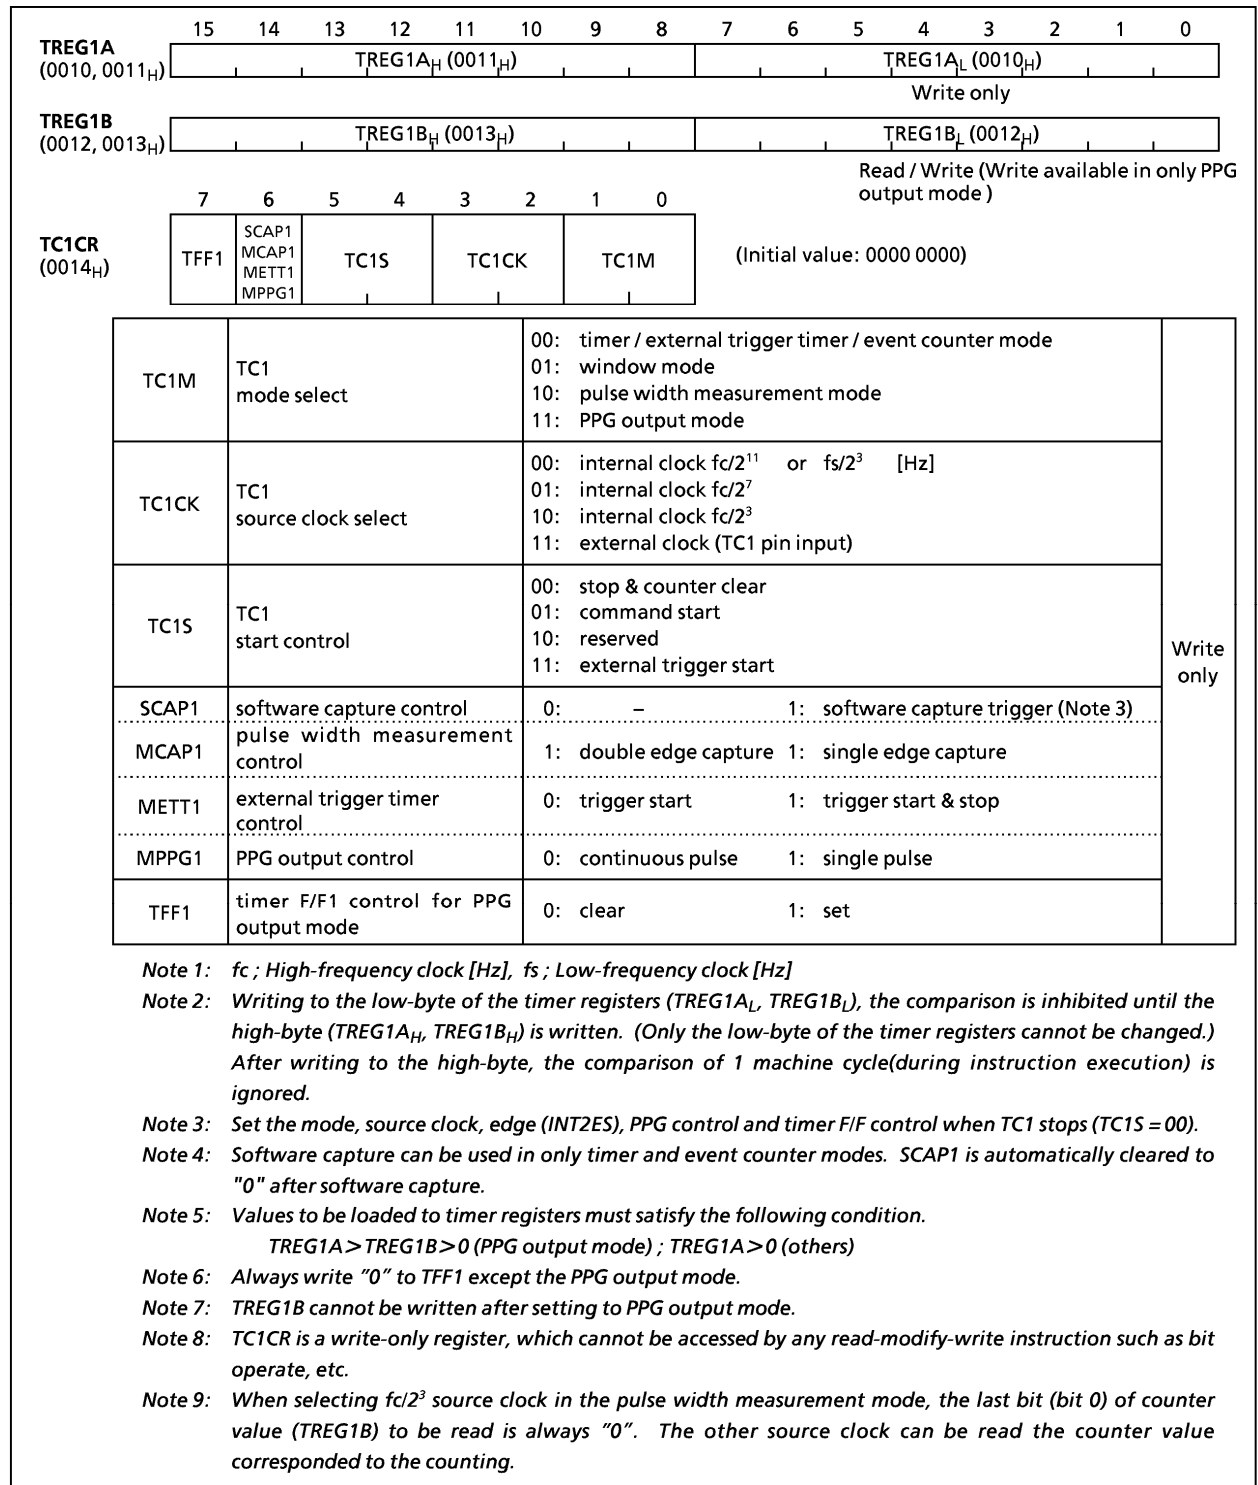 15 14 13 12 11 10 9 8 7 6 5 4 3 2 1 0
TREG1A
(0010, 0011H) TREG1AH (0011H) TREG1AL (0010H)
Write only
TREG1B
(0012, 0013H) TREG1BH (0013H) TREG1BL (0012H)
Read / Write (Write available in only PPG
output mode )
7 6 5 4 3 2 1 0
TC1CR
(0014H)
TFF1
SCAP1
MCAP1
METT1
MPPG1
TC1S TC1CK TC1M (Initial value: 0000 0000)
TC1M
TC1
mode select
00: timer / external trigger timer / event counter mode
01: window mode
10: pulse width measurement mode
11: PPG output mode
TC1CK
TC1
source clock select
00: internal clock fc/2¹¹ or fs/2³ [Hz]
01: internal clock fc/2⁷
10: internal clock fc/2³
11: external clock (TC1 pin input)
TC1S
TC1
start control
00: stop & counter clear
01: command start
10: reserved
11: external trigger start
Write
only
SCAP1 software capture control 0: – 1: software capture trigger (Note 3)
MCAP1
pulse width measurement
control
1: double edge capture 1: single edge capture
METT1
external trigger timer
control
0: trigger start 1: trigger start & stop
MPPG1 PPG output control 0: continuous pulse 1: single pulse
TFF1
timer F/F1 control for PPG
output mode
0: clear 1: set
Note 1: fc ; High-frequency clock [Hz], fs ; Low-frequency clock [Hz]
Note 2: Writing to the low-byte of the timer registers (TREG1AL, TREG1BL), the comparison is inhibited until the
high-byte (TREG1AH, TREG1BH) is written. (Only the low-byte of the timer registers cannot be changed.)
After writing to the high-byte, the comparison of 1 machine cycle(during instruction execution) is
ignored.
Note 3: Set the mode, source clock, edge (INT2ES), PPG control and timer F/F control when TC1 stops (TC1S = 00).
Note 4: Software capture can be used in only timer and event counter modes. SCAP1 is automatically cleared to
"0" after software capture.
Note 5: Values to be loaded to timer registers must satisfy the following condition.
TREG1A>TREG1B>0 (PPG output mode) ; TREG1A>0 (others)
Note 6: Always write "0" to TFF1 except the PPG output mode.
Note 7: TREG1B cannot be written after setting to PPG output mode.
Note 8: TC1CR is a write-only register, which cannot be accessed by any read-modify-write instruction such as bit
operate, etc.
Note 9: When selecting fc/2³ source clock in the pulse width measurement mode, the last bit (bit 0) of counter
value (TREG1B) to be read is always "0". The other source clock can be read the counter value
corresponded to the counting.